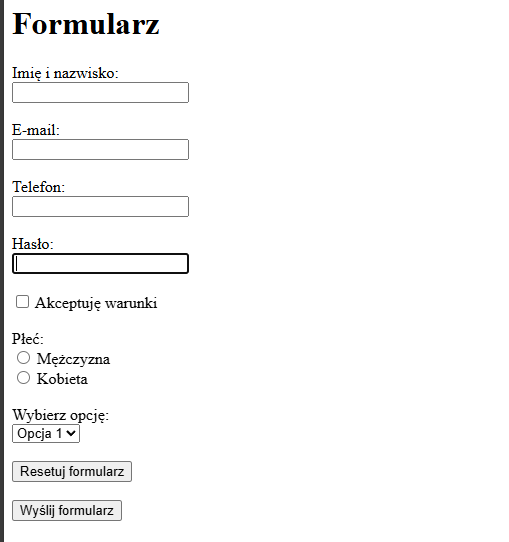 Formularz
Imię i nazwisko:
E-mail:
Telefon:
Hasło:
Akceptuję warunki
Płeć:
Mężczyzna
Kobieta
Wybierz opcję:
Opcja 1
Resetuj formularz
Wyślij formularz